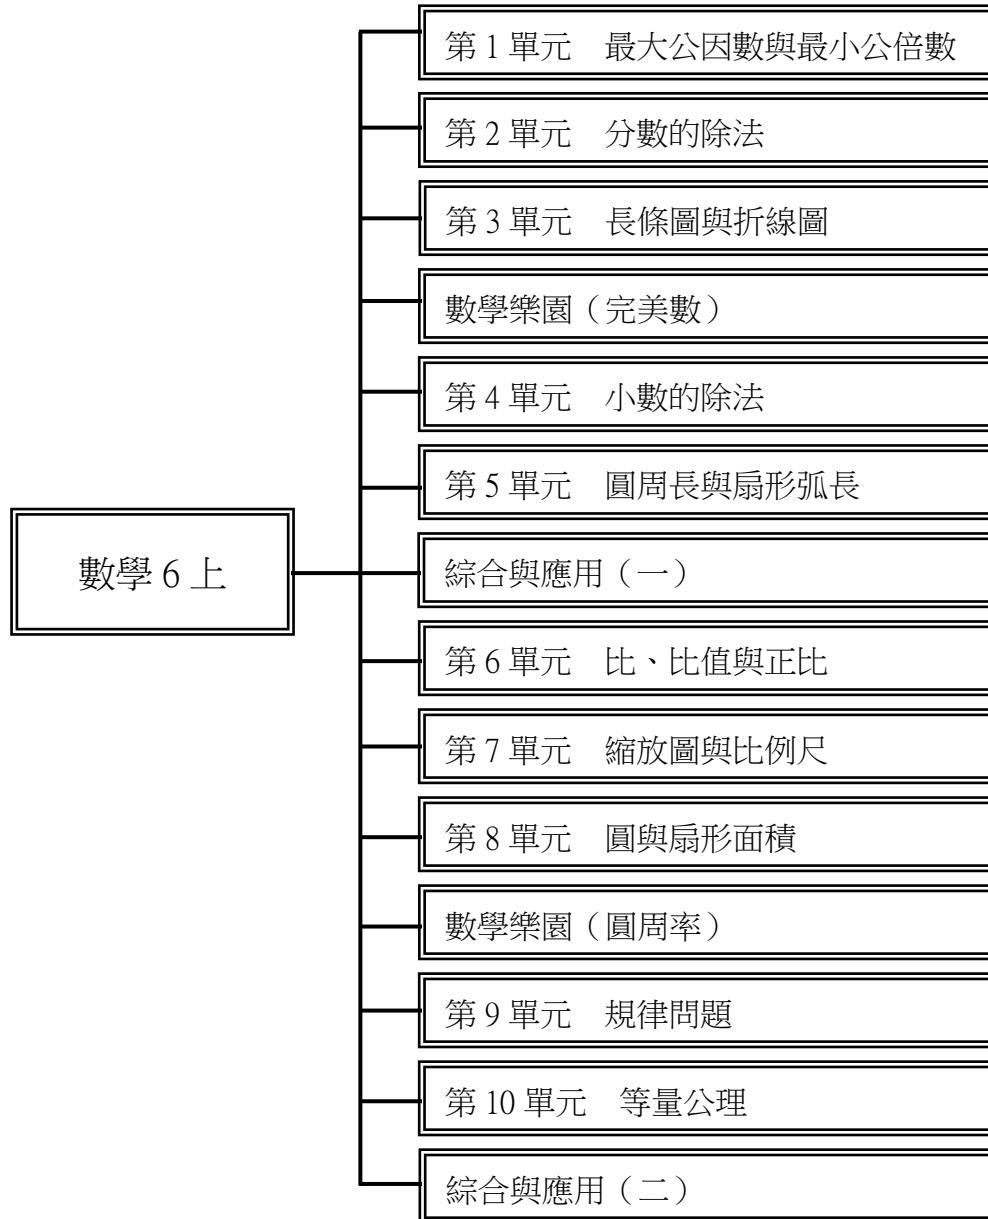 第 1 單元　最大公因數與最小公倍數
第 2 單元　分數的除法
第 3 單元　長條圖與折線圖
數學樂園（完美數）
第 4 單元　小數的除法
第 5 單元　圓周長與扇形弧長
數學 6 上
綜合與應用（一）
第 6 單元　比、比值與正比
第 7 單元　縮放圖與比例尺
第 8 單元　圓與扇形面積
數學樂園（圓周率）
第 9 單元　規律問題
第 10 單元　等量公理
綜合與應用（二）